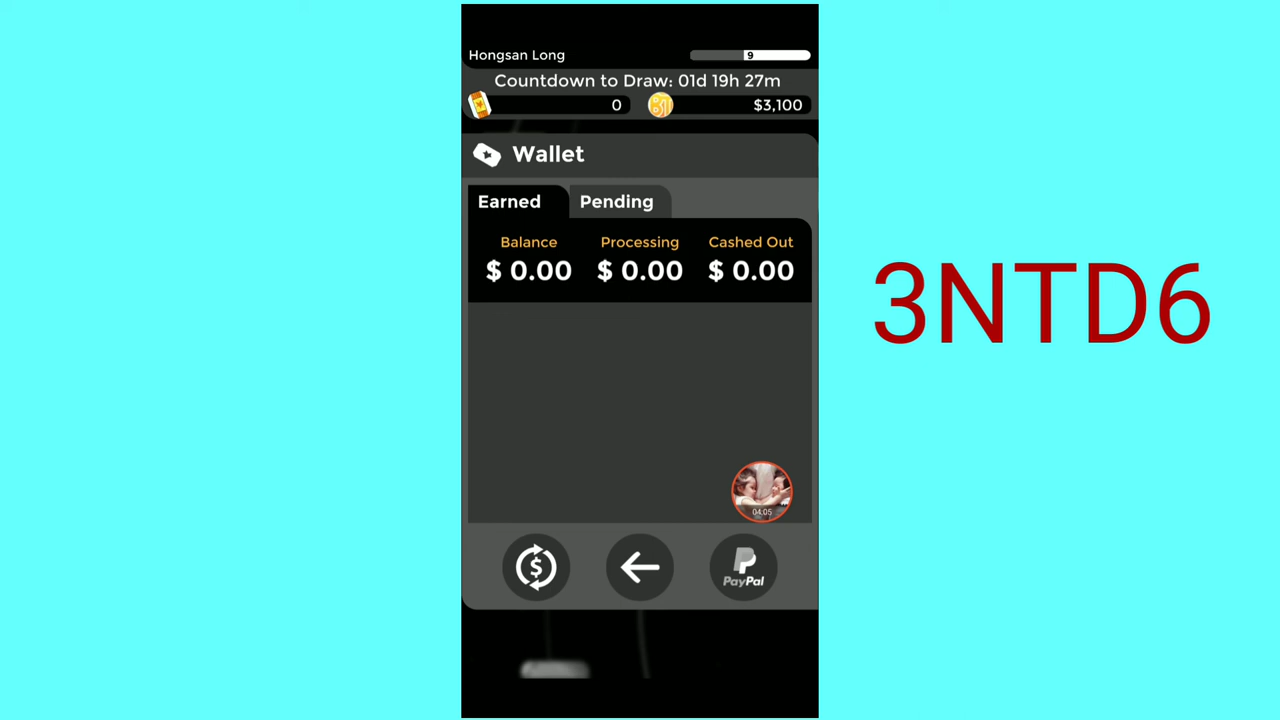 Hongsan Long
9
Countdown to Draw: 01d 19h 27m
0
$3,100
Wallet
Earned
Pending
Balance Processing Cashed Out
$ 0.00 $ 0.00 $ 0.00
04:05
PayPal
3NTD6